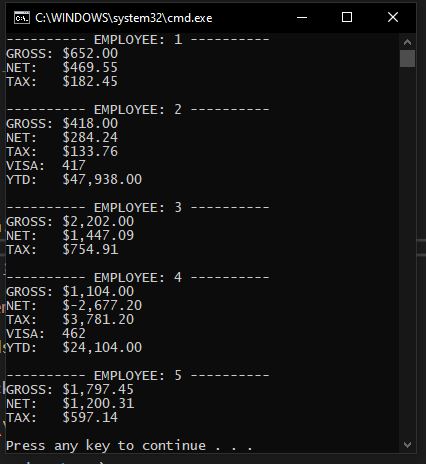 C:\WINDOWS\system32\cmd.exe
---------- EMPLOYEE: 1 ----------
GROSS: $652.00
NET: $469.55
TAX: $182.45
---------- EMPLOYEE: 2 ----------
GROSS: $418.00
NET: $284.24
TAX: $133.76
VISA: 417
YTD: $47,938.00
---------- EMPLOYEE: 3 ----------
GROSS: $2,202.00
NET: $1,447.09
TAX: $754.91
---------- EMPLOYEE: 4 ----------
GROSS: $1,104.00
NET: $-2,677.20
TAX: $3,781.20
VISA: 462
YTD: $24,104.00
---------- EMPLOYEE: 5 ----------
GROSS: $1,797.45
NET: $1,200.31
TAX: $597.14
Press any key to continue . . .